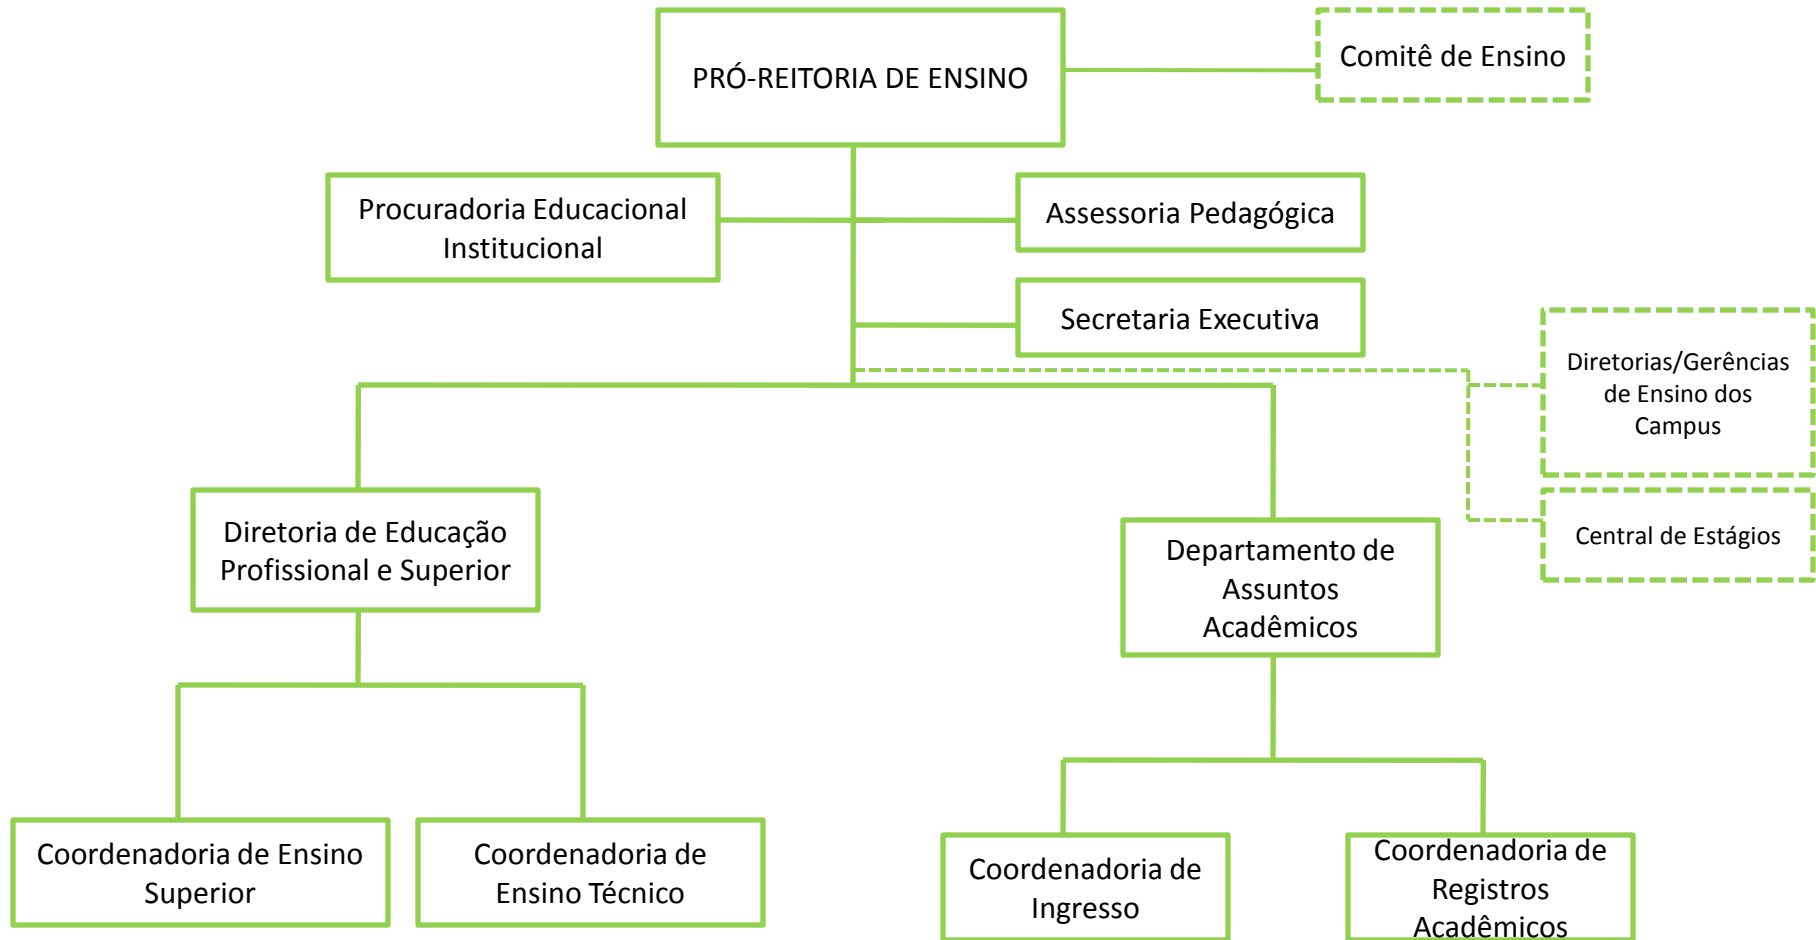 PRÓ-REITORIA DE ENSINO
Comitê de Ensino
Procuradoria Educacional
Institucional
Assessoria Pedagógica
Secretaria Executiva
Diretorias/Gerências
de Ensino dos
Campus
Central de Estágios
Diretoria de Educação
Profissional e Superior
Departamento de
Assuntos
Acadêmicos
Coordenadoria de Ensino
Superior
Coordenadoria de
Ensino Técnico
Coordenadoria de
Ingresso
Coordenadoria de
Registros
Acadêmicos